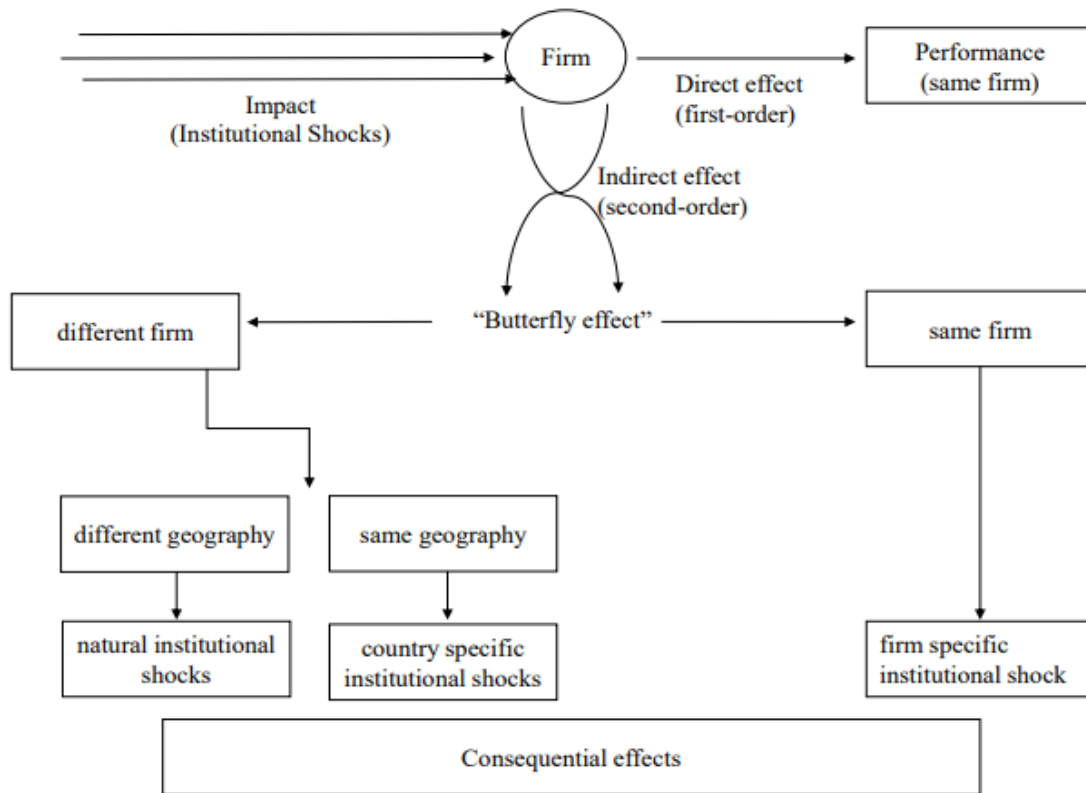 Firm
Performance
(same firm)
Direct effect
(first-order)
Impact
(Institutional Shocks)
Indirect effect
(second-order)
different firm
“Butterfly effect”
same firm
different geography
same geography
natural institutional
shocks
country specific
institutional shocks
firm specific
institutional shock
Consequential effects